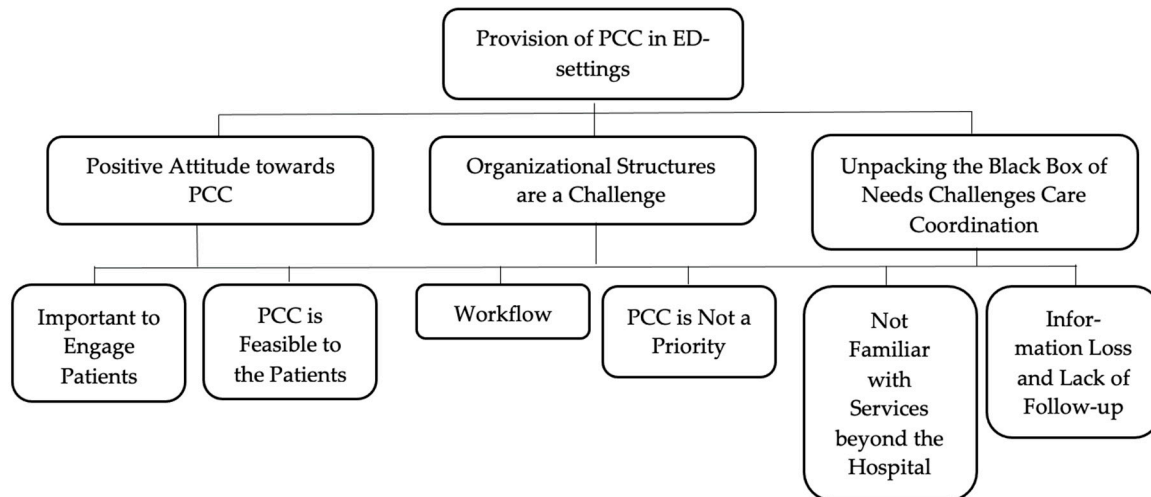 Provision of PCC in ED-
settings
Positive Attitude towards
PCC
Organizational Structures
are a Challenge
Unpacking the Black Box of
Needs Challenges Care
Coordination
Important to
Engage
Patients
PCC is
Feasible to
the Patients
Workflow
PCC is Not a
Priority
Not
Familiar
with
Services
beyond the
Hospital
Infor-
mation Loss
and Lack of
Follow-up